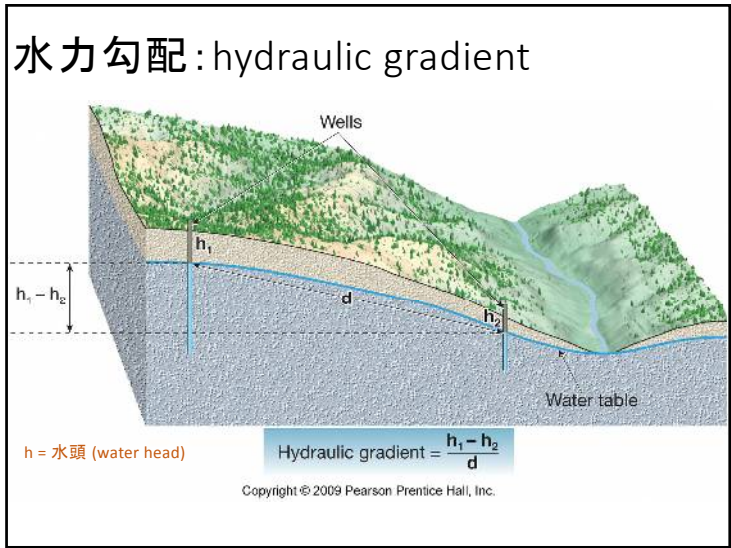 水力勾配 : hydraulic gradient
Wells
h₁
h₁ – h₂
d
h₂
Water table
h = 水頭 (water head)
Hydraulic gradient = h₁ – h₂ / d
Copyright © 2009 Pearson Prentice Hall, Inc.